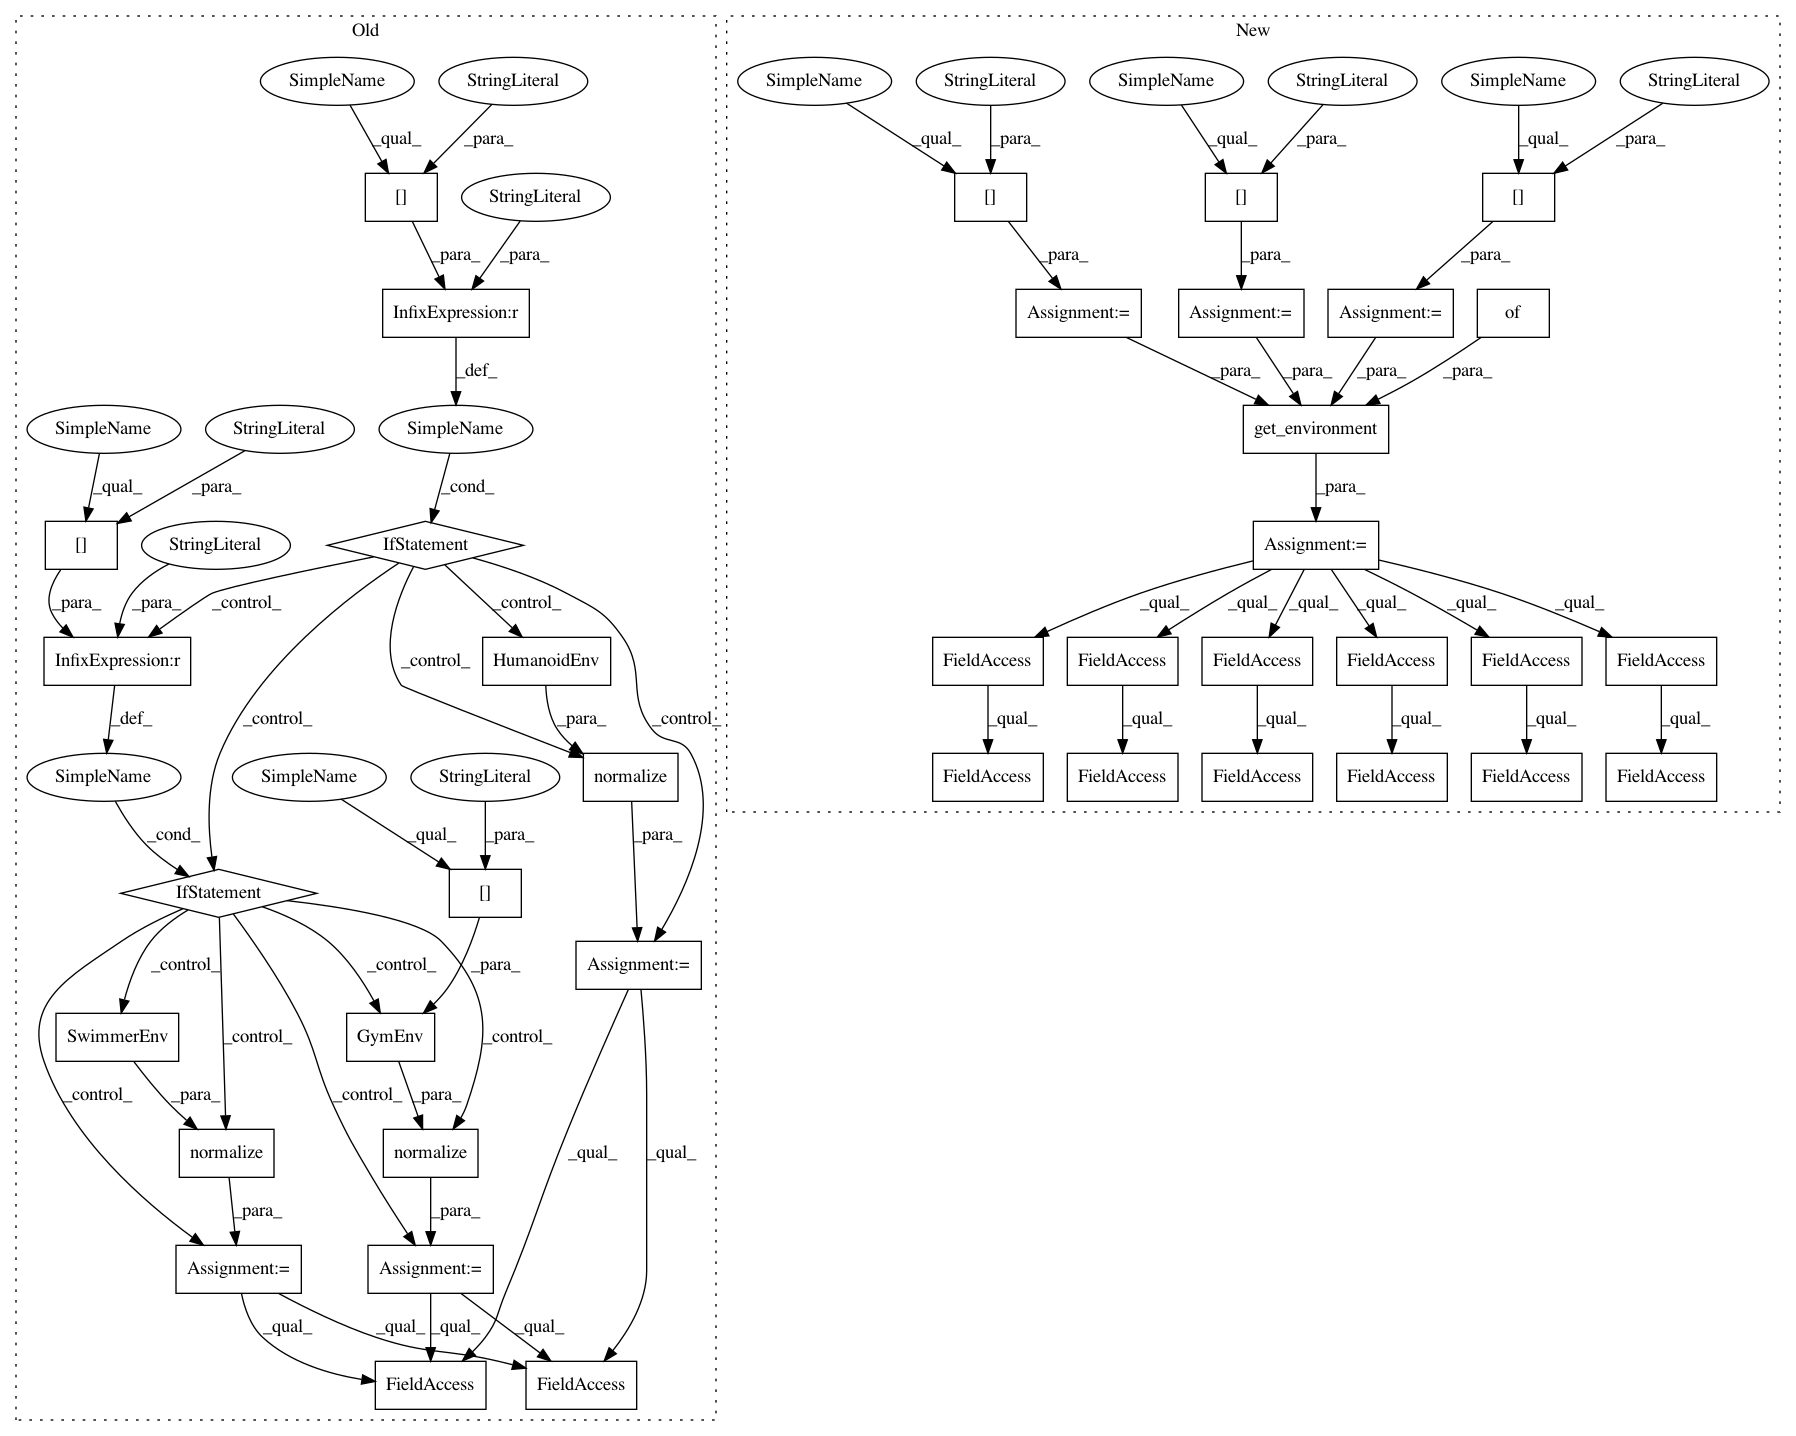 Old
New
SimpleName
StringLiteral
SimpleName
StringLiteral
SimpleName
StringLiteral
SimpleName
StringLiteral
_qual_
_para_
_qual_
_para_
_qual_
_para_
_qual_
_para_
[]
StringLiteral
[]
[]
[]
_para_
_para_
_para_
_para_
_para_
InfixExpression:r
Assignment:=
Assignment:=
Assignment:=
of
_def_
_para_
_para_
_para_
_para_
SimpleName
StringLiteral
SimpleName
get_environment
_qual_
_para_
_cond_
_para_
[]
StringLiteral
IfStatement
Assignment:=
_para_
_para_
_control_
_control_
_qual_
_qual_
_qual_
_qual_
_qual_
_qual_
InfixExpression:r
_control_
HumanoidEnv
FieldAccess
FieldAccess
FieldAccess
FieldAccess
FieldAccess
FieldAccess
_def_
_control_
_para_
_control_
_qual_
_qual_
_qual_
_qual_
_qual_
_qual_
SimpleName
SimpleName
StringLiteral
normalize
FieldAccess
FieldAccess
FieldAccess
FieldAccess
FieldAccess
FieldAccess
_cond_
_qual_
_para_
_para_
IfStatement
[]
_control_
_control_
_para_
Assignment:=
SwimmerEnv
_control_
GymEnv
_control_
_control_
_para_
_control_
_para_
normalize
normalize
_qual_
_qual_
_para_
_para_
Assignment:=
Assignment:=
_qual_
_qual_
_qual_
_qual_
FieldAccess
FieldAccess